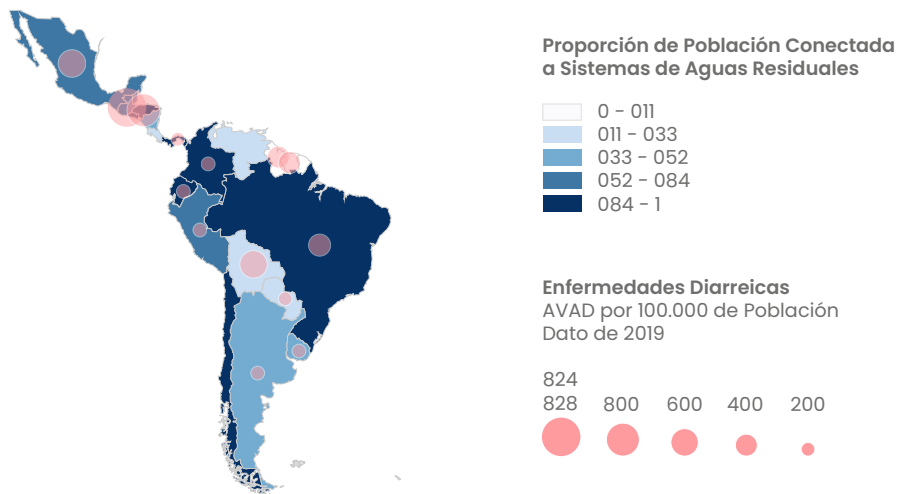 Proporción de Población Conectada
a Sistemas de Aguas Residuales
0 - 011
011 - 033
033 - 052
052 - 084
084 - 1
Enfermedades Diarreicas
AVAD por 100.000 de Población
Dato de 2019
824
828 800 600 400 200